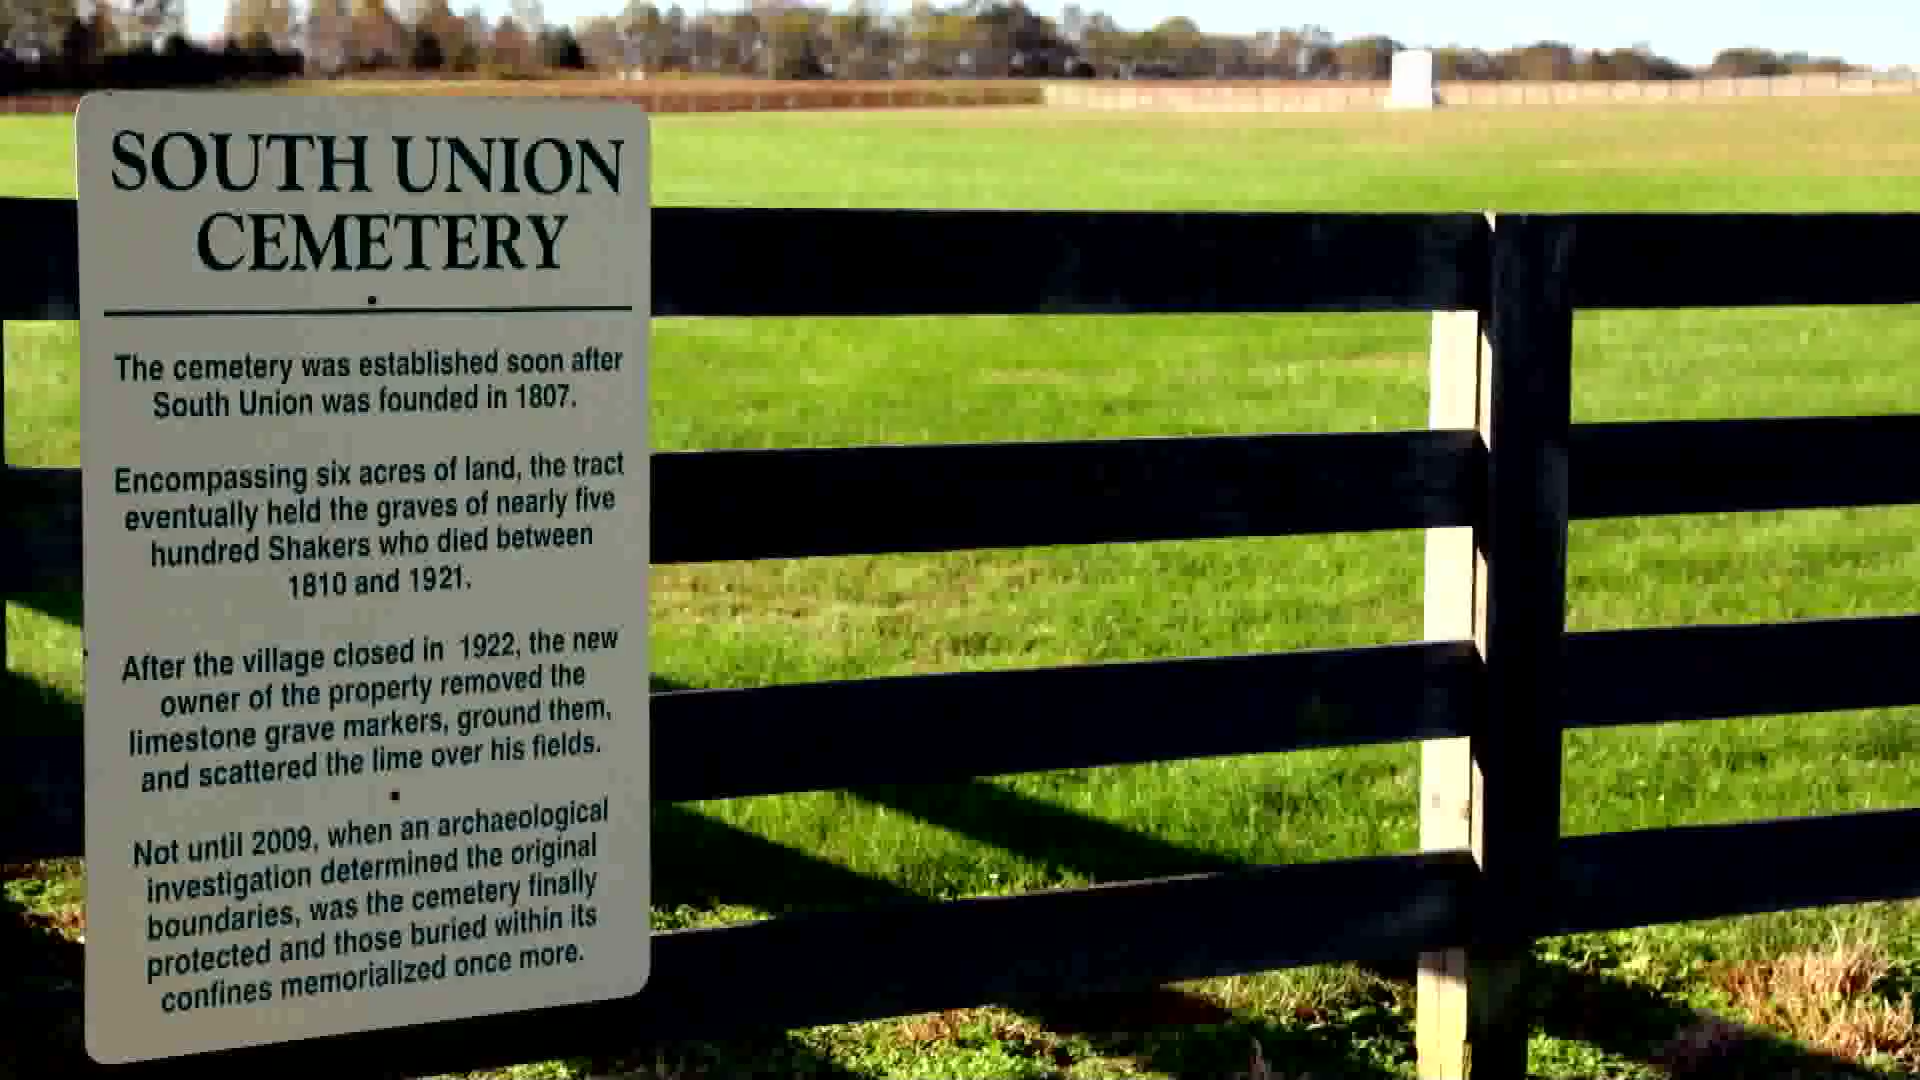 SOUTH UNION
CEMETERY
The cemetery was established soon after
South Union was founded in 1807.
Encompassing six acres of land, the tract
eventually held the graves of nearly five
hundred Shakers who died between
1810 and 1921.
After the village closed in 1922, the new
owner of the property removed the
limestone grave markers, ground them,
and scattered the lime over his fields.
Not until 2009, when an archaeological
investigation determined the original
boundaries, was the cemetery finally
protected and those buried within its
confines memorialized once more.